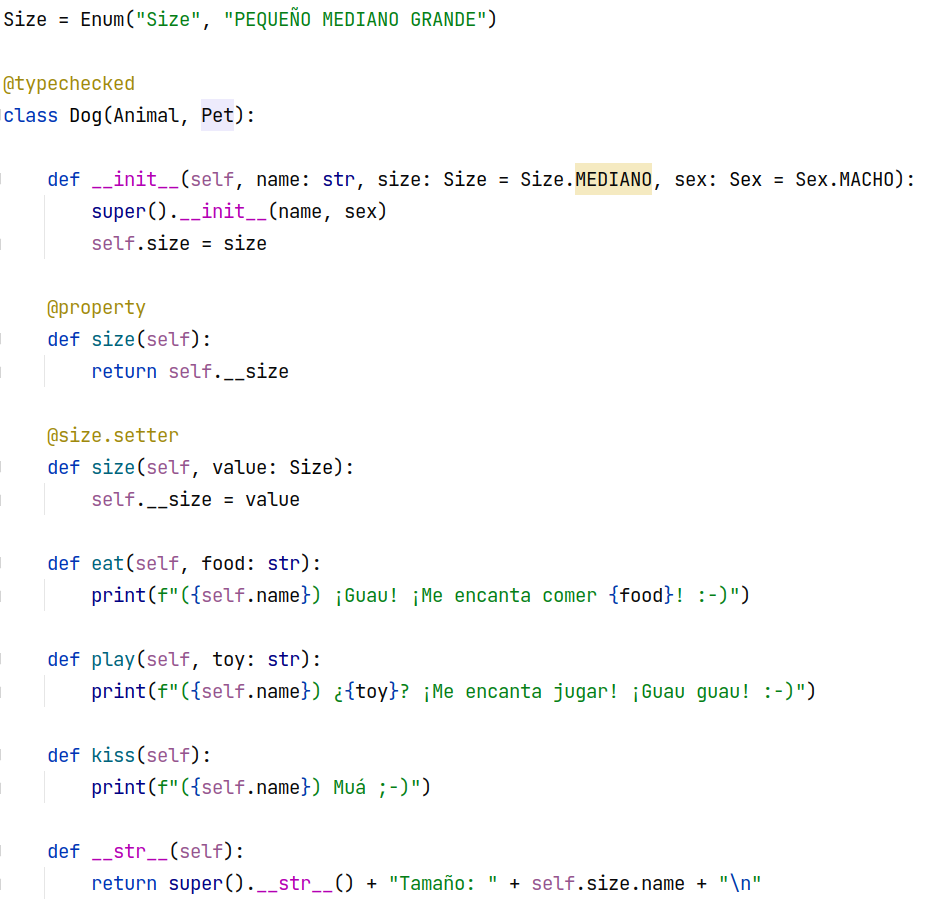 Size = Enum("Size", "PEQUEÑO MEDIANO GRANDE")
@typechecked
class Dog(Animal, Pet):
def __init__(self, name: str, size: Size = Size.MEDIANO, sex: Sex = Sex.MACHO):
super().__init__(name, sex)
self.size = size
@property
def size(self):
return self.__size
@size.setter
def size(self, value: Size):
self.__size = value
def eat(self, food: str):
print(f"({self.name}) ¡Guau! ¡Me encanta comer {food}! :-)")
def play(self, toy: str):
print(f"({self.name}) ¿{toy}? ¡Me encanta jugar! ¡Guau guau! :-)")
def kiss(self):
print(f"({self.name}) Muá ;-)")
def __str__(self):
return super().__str__() + "Tamaño: " + self.size.name + "\n"